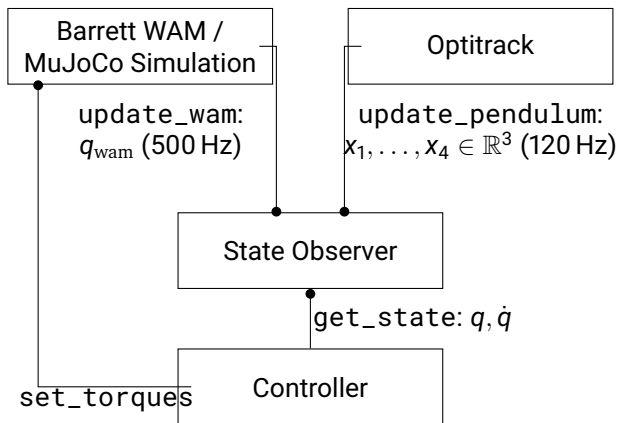 Barrett WAM /
MuJoCo Simulation
Optitrack
update_wam:
q_wam (500 Hz)
update_pendulum:
x₁, . . . , x₄ ∈ ℝ³ (120 Hz)
State Observer
get_state: q, q̇
Controller
set_torques